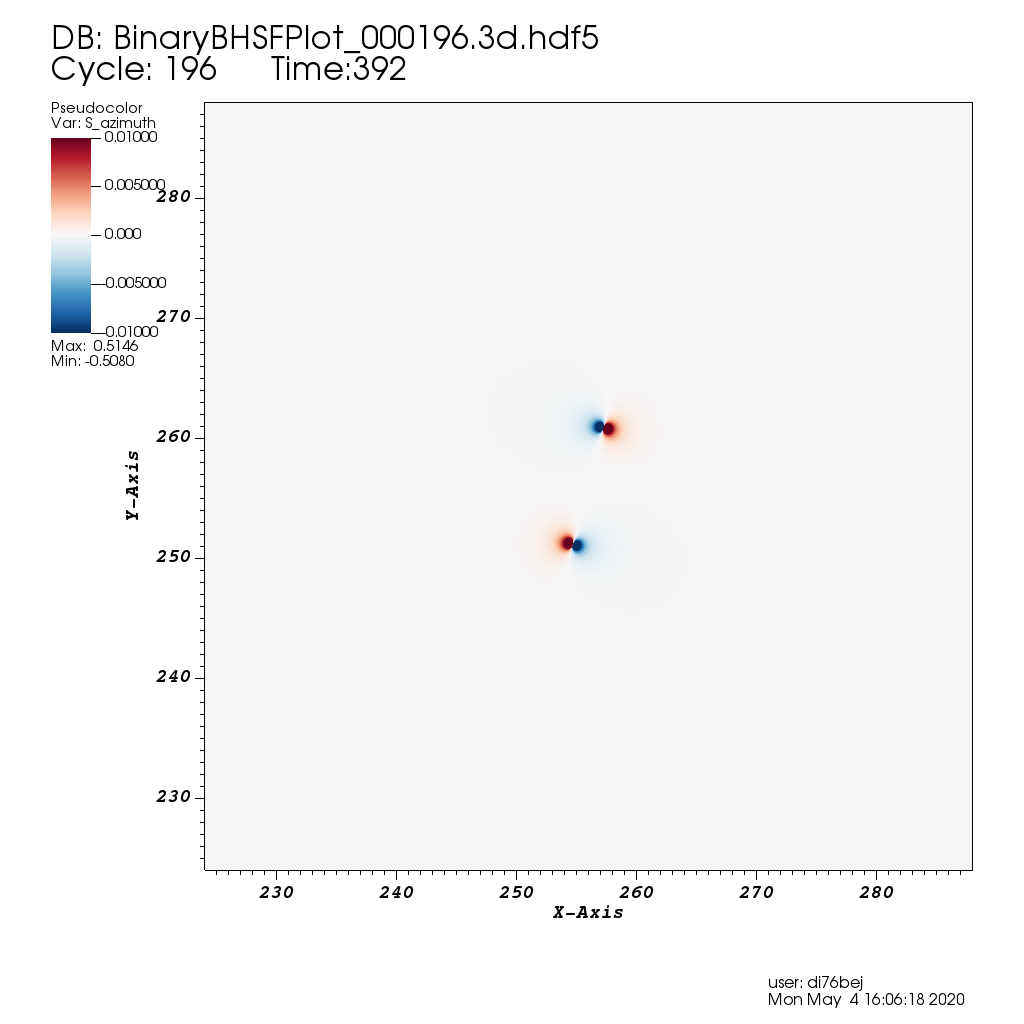 DB: BinaryBHSFPlot_000196.3d.hdf5
Cycle: 196 Time:392
Pseudocolor
Var: S_azimuth
0.01000
0.005000
0.000
-0.005000
-0.01000
Max: 0.5146
Min: -0.5080
280
270
260
250
240
230
Y-Axis
230 240 250 260 270 280
X-Axis
user: di76bej
Mon May 4 16:06:18 2020